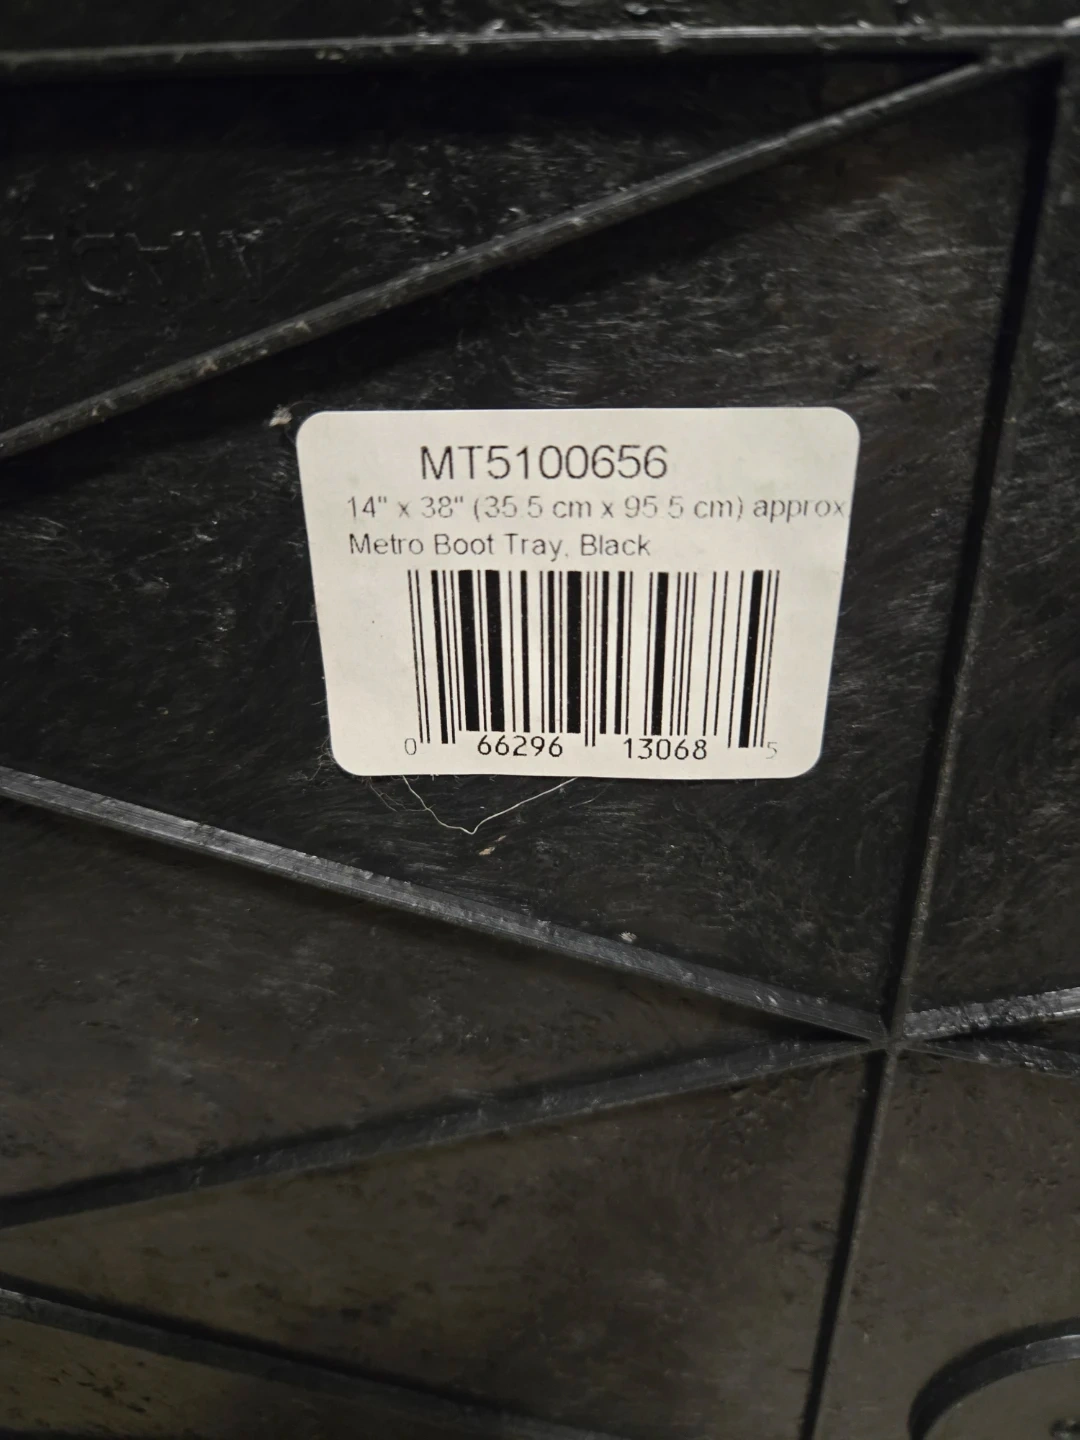 MT5100656
14" x 38" (35.5 cm x 95.5 cm) approx
Metro Boot Tray, Black
0 66296 13068 5